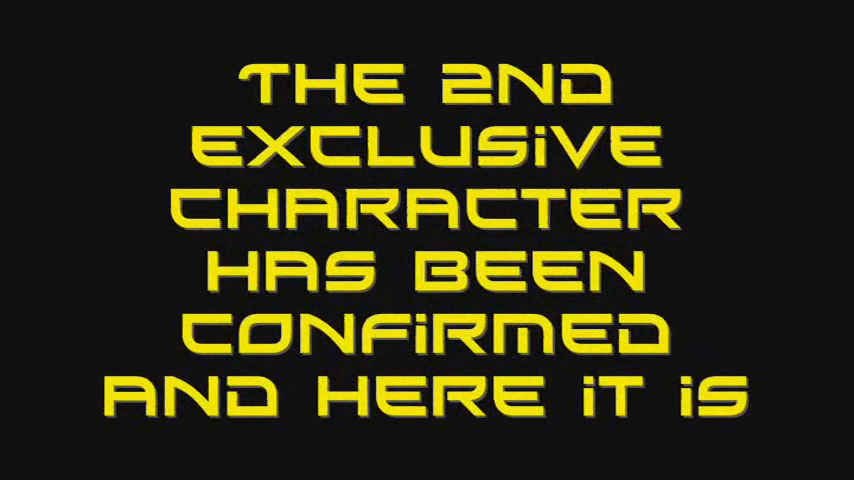 THE 2ND
EXCLUSiVE
CHARACTER
HAS BEEN
CONFiRMED
AND HERE iT iS